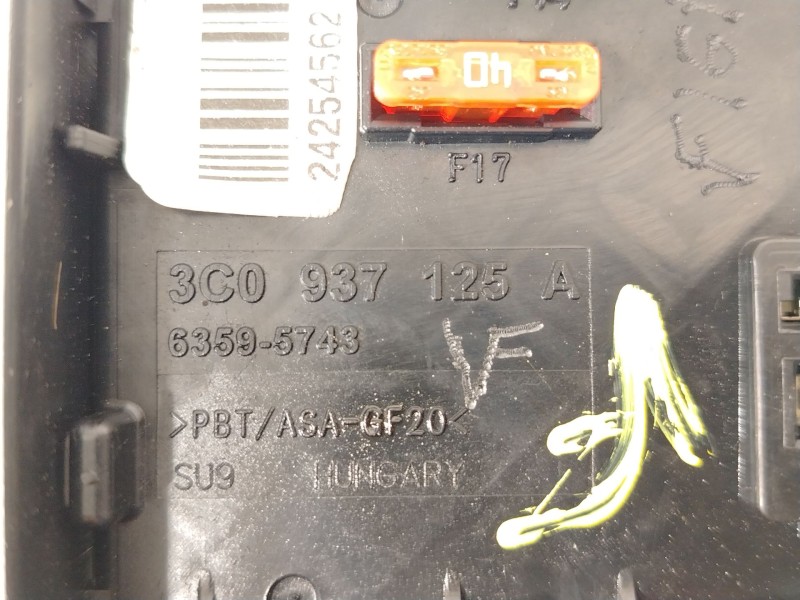 24254562
40
F17
3C0 937 125 A
6359-5743
VF
>PBT/ASA-GF20<
SU9 HUNGARY